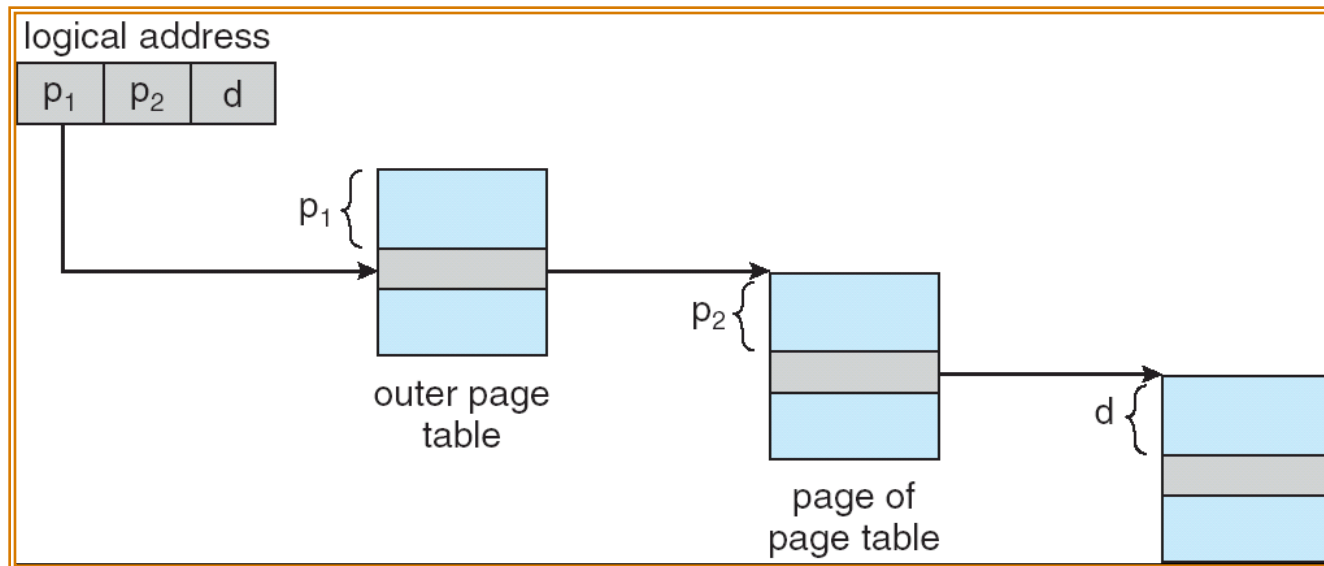 logical address
p₁ p₂ d
p₁
outer page
table
p₂
page of
page table
d